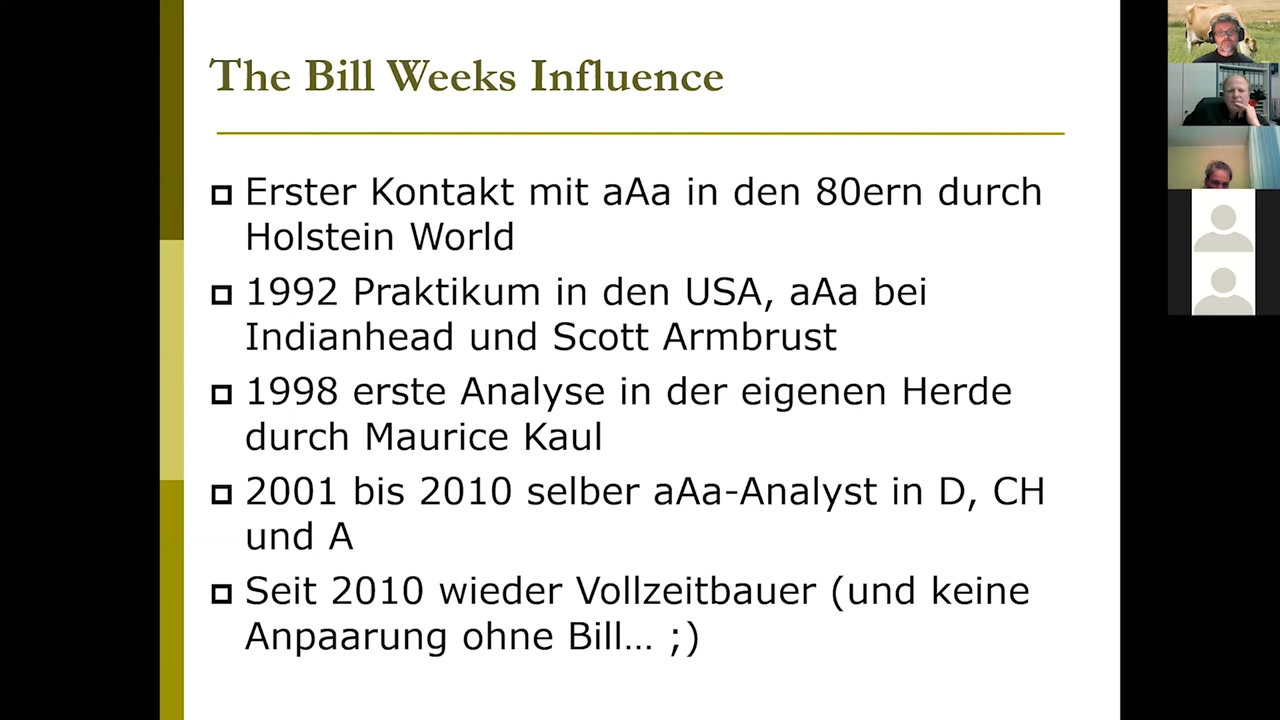 The Bill Weeks Influence
Erster Kontakt mit aAa in den 80ern durch
Holstein World
1992 Praktikum in den USA, aAa bei
Indianhead und Scott Armbrust
1998 erste Analyse in der eigenen Herde
durch Maurice Kaul
2001 bis 2010 selber aAa-Analyst in D, CH
und A
Seit 2010 wieder Vollzeitbauer (und keine
Anpaarung ohne Bill… ;)